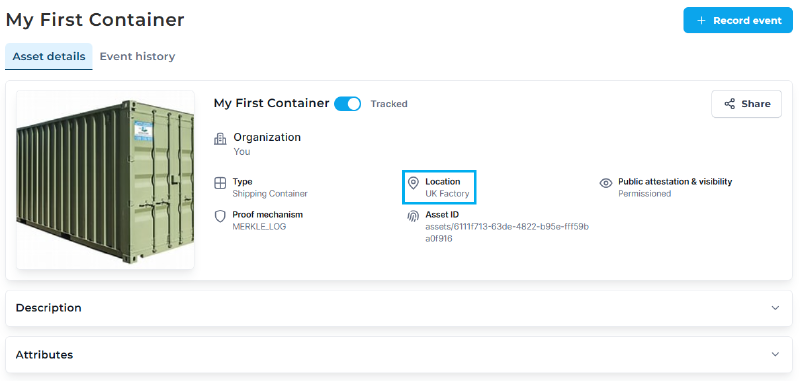 My First Container
+ Record event
Asset details
Event history
My First Container
Tracked
Share
Organization
You
Type
Shipping Container
Location
UK Factory
Public attestation & visibility
Permissioned
Proof mechanism
MERKLE_LOG
Asset ID
assets/6111f713-63de-4822-b95e-fff59b
a0f916
Description
Attributes